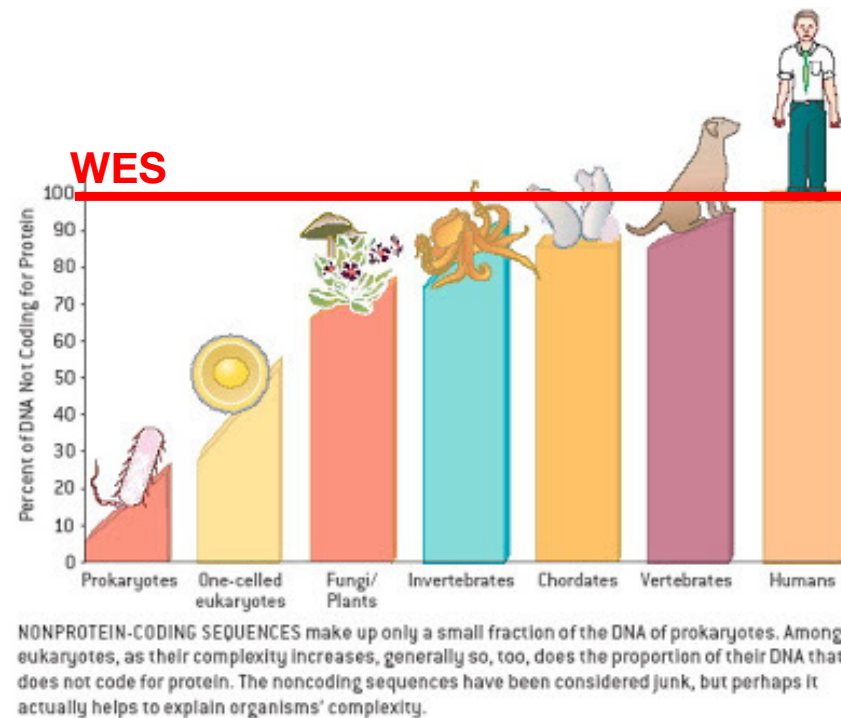 WES
Percent of DNA Not Coding for Protein
100
90
80
70
60
50
40
30
20
10
0
Prokaryotes
One-celled
eukaryotes
Fungi/
Plants
Invertebrates
Chordates
Vertebrates
Humans
NONPROTEIN-CODING SEQUENCES make up only a small fraction of the DNA of prokaryotes. Among
eukaryotes, as their complexity increases, generally so, too, does the proportion of their DNA that
does not code for protein. The noncoding sequences have been considered junk, but perhaps it
actually helps to explain organisms' complexity.